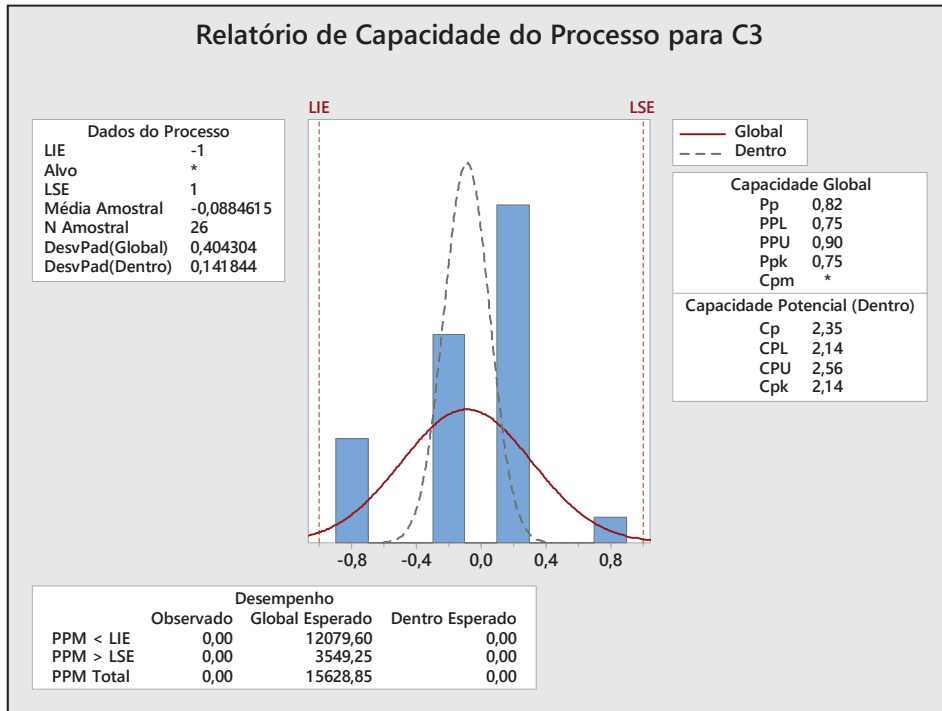 Relatório de Capacidade do Processo para C3
LIE LSE
Dados do Processo
LIE -1
Alvo *
LSE 1
Média Amostral -0,0884615
N Amostral 26
DesvPad(Global) 0,404304
DesvPad(Dentro) 0,141844
Global
Dentro
Capacidade Global
Pp 0,82
PPL 0,75
PPU 0,90
Ppk 0,75
Cpm *
Capacidade Potencial (Dentro)
Cp 2,35
CPL 2,14
CPU 2,56
Cpk 2,14
-0,8 -0,4 0,0 0,4 0,8
Desempenho
Observado Global Esperado Dentro Esperado
PPM < LIE 0,00 12079,60 0,00
PPM > LSE 0,00 3549,25 0,00
PPM Total 0,00 15628,85 0,00